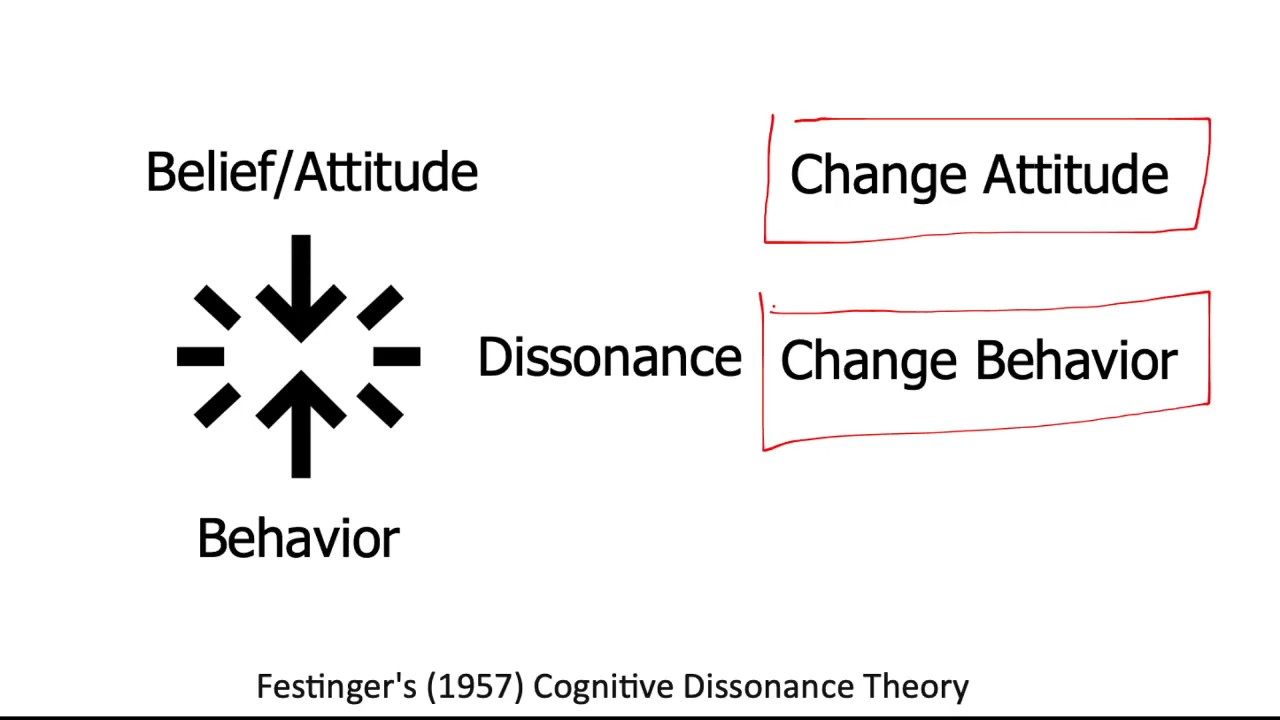 Belief/Attitude
Change Attitude
Dissonance
Change Behavior
Behavior
Festinger's (1957) Cognitive Dissonance Theory